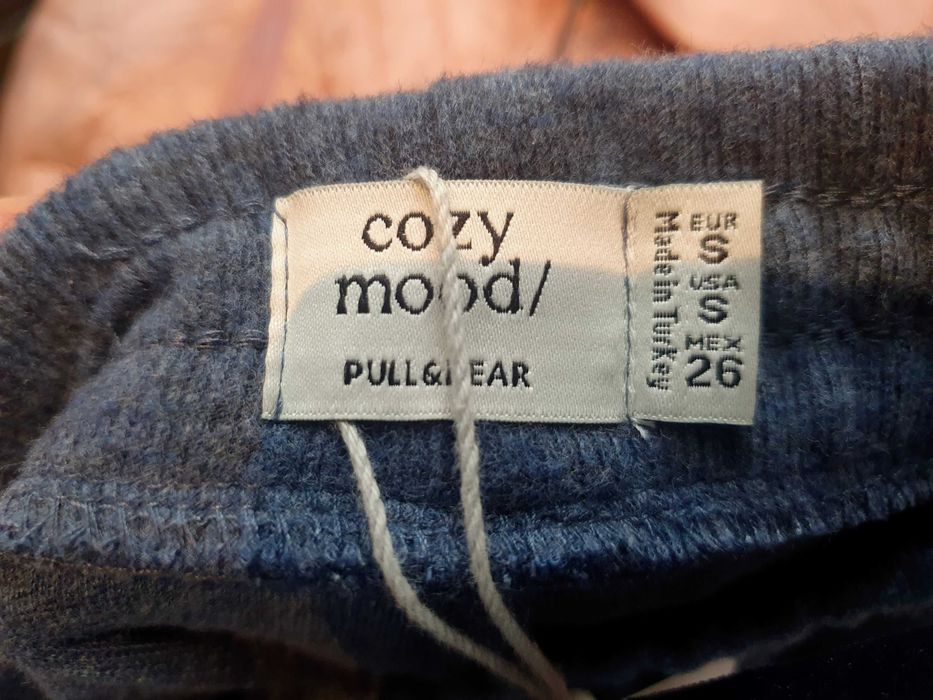 cozy
mood/
PULL&BEAR
Made in Turkey
EUR
S
USA
S
MEX
26